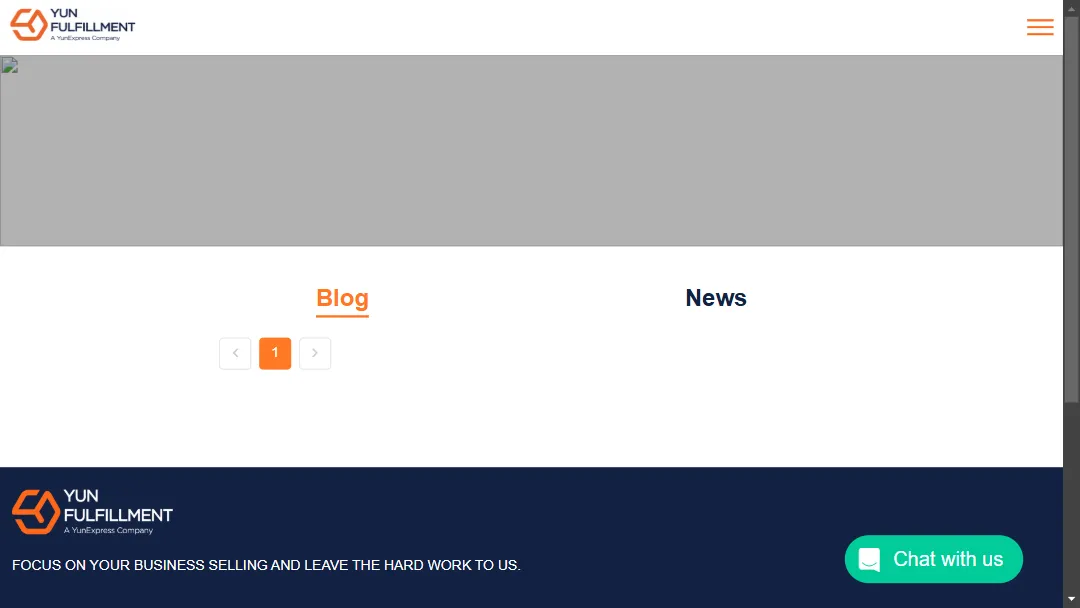 YUN
FULFILLMENT
A YunExpress Company
Blog
News
1
YUN
FULFILLMENT
A YunExpress Company
FOCUS ON YOUR BUSINESS SELLING AND LEAVE THE HARD WORK TO US.
Chat with us